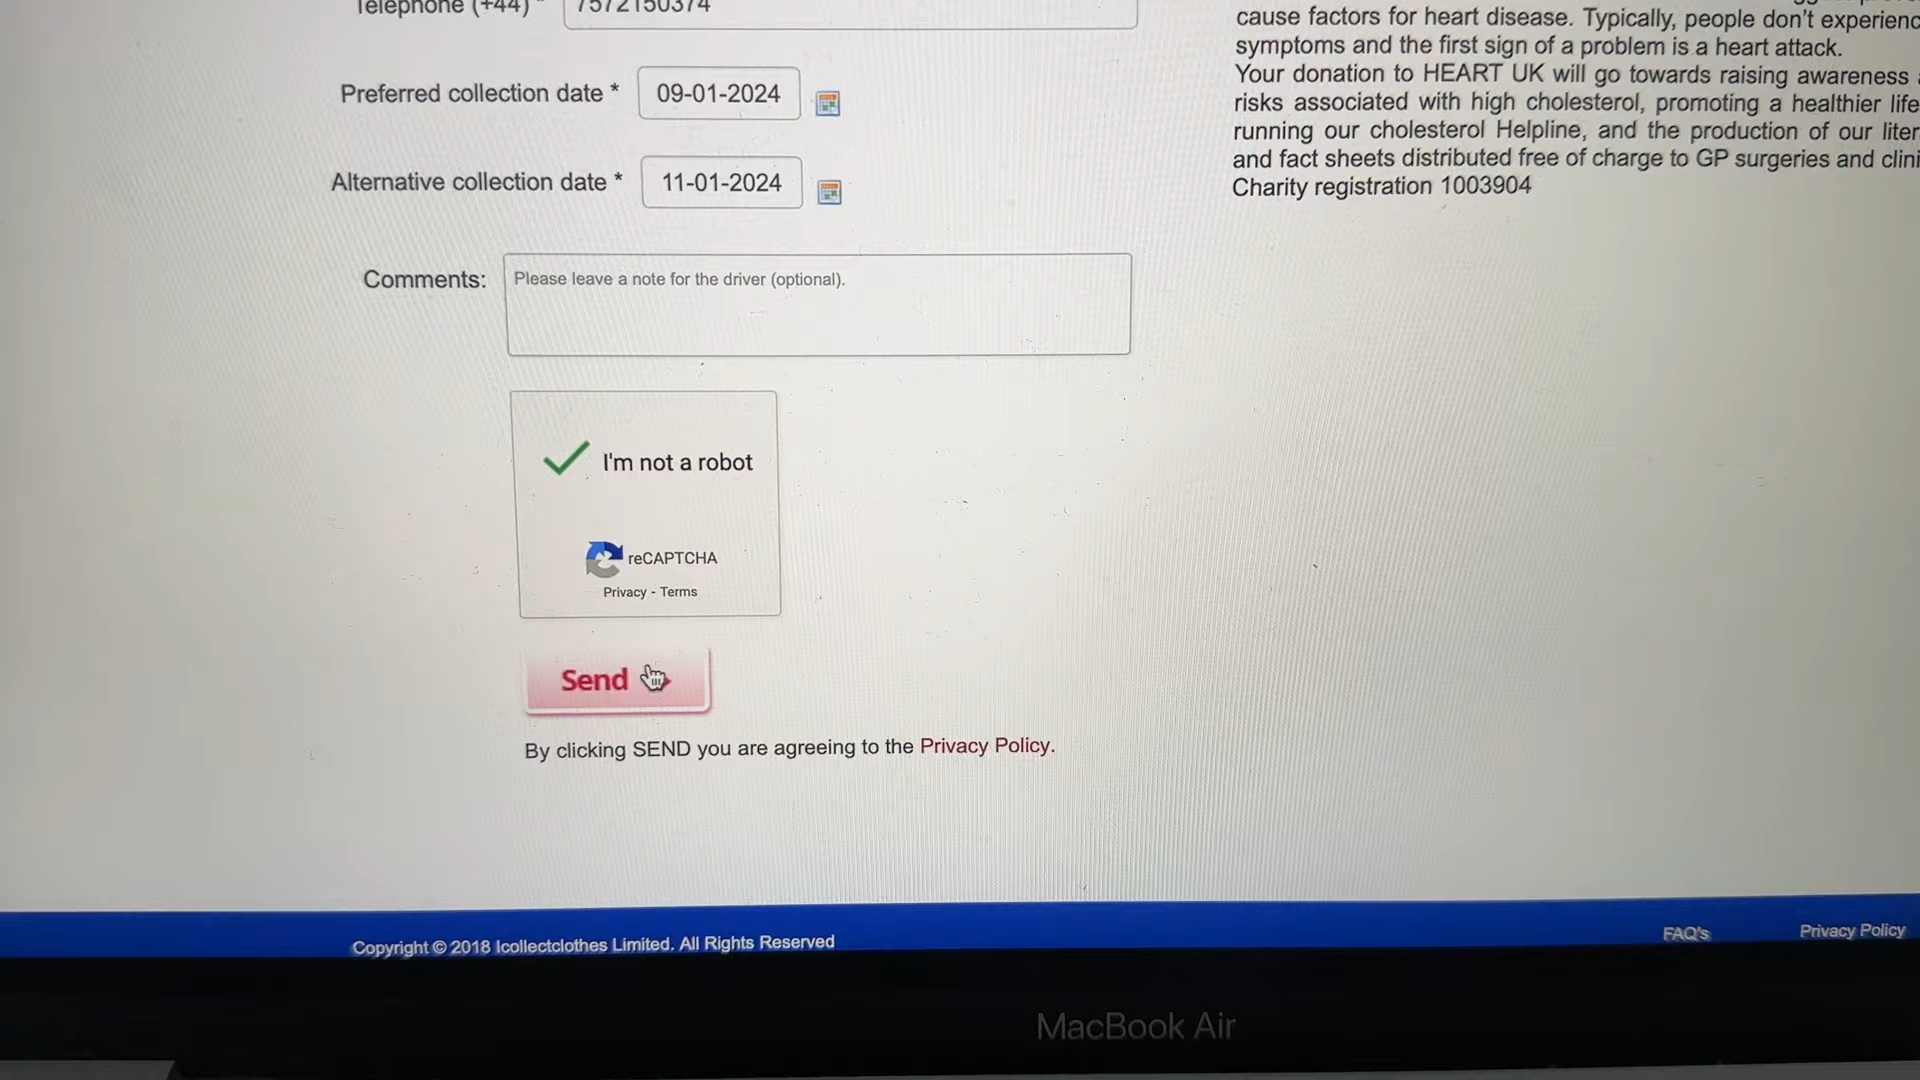 Telephone (+44) *
7572150374
cause factors for heart disease. Typically, people don't experienc
symptoms and the first sign of a problem is a heart attack.
Your donation to HEART UK will go towards raising awareness
risks associated with high cholesterol, promoting a healthier life
running our cholesterol Helpline, and the production of our liter
and fact sheets distributed free of charge to GP surgeries and clini
Charity registration 1003904
Preferred collection date *
09-01-2024
Alternative collection date *
11-01-2024
Comments:
Please leave a note for the driver (optional).
I'm not a robot
reCAPTCHA
Privacy - Terms
Send
By clicking SEND you are agreeing to the Privacy Policy.
Copyright © 2018 Icollectclothes Limited. All Rights Reserved
FAQ's
Privacy Policy
MacBook Air